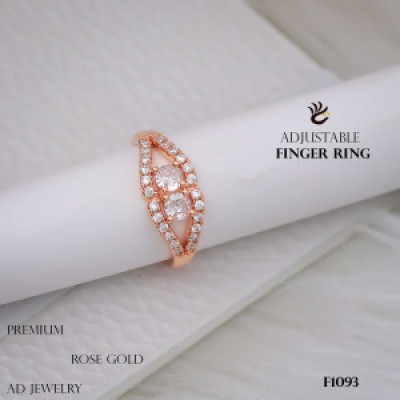 ADJUSTABLE
FINGER RING
PREMIUM
ROSE GOLD
AD JEWELRY
F1093